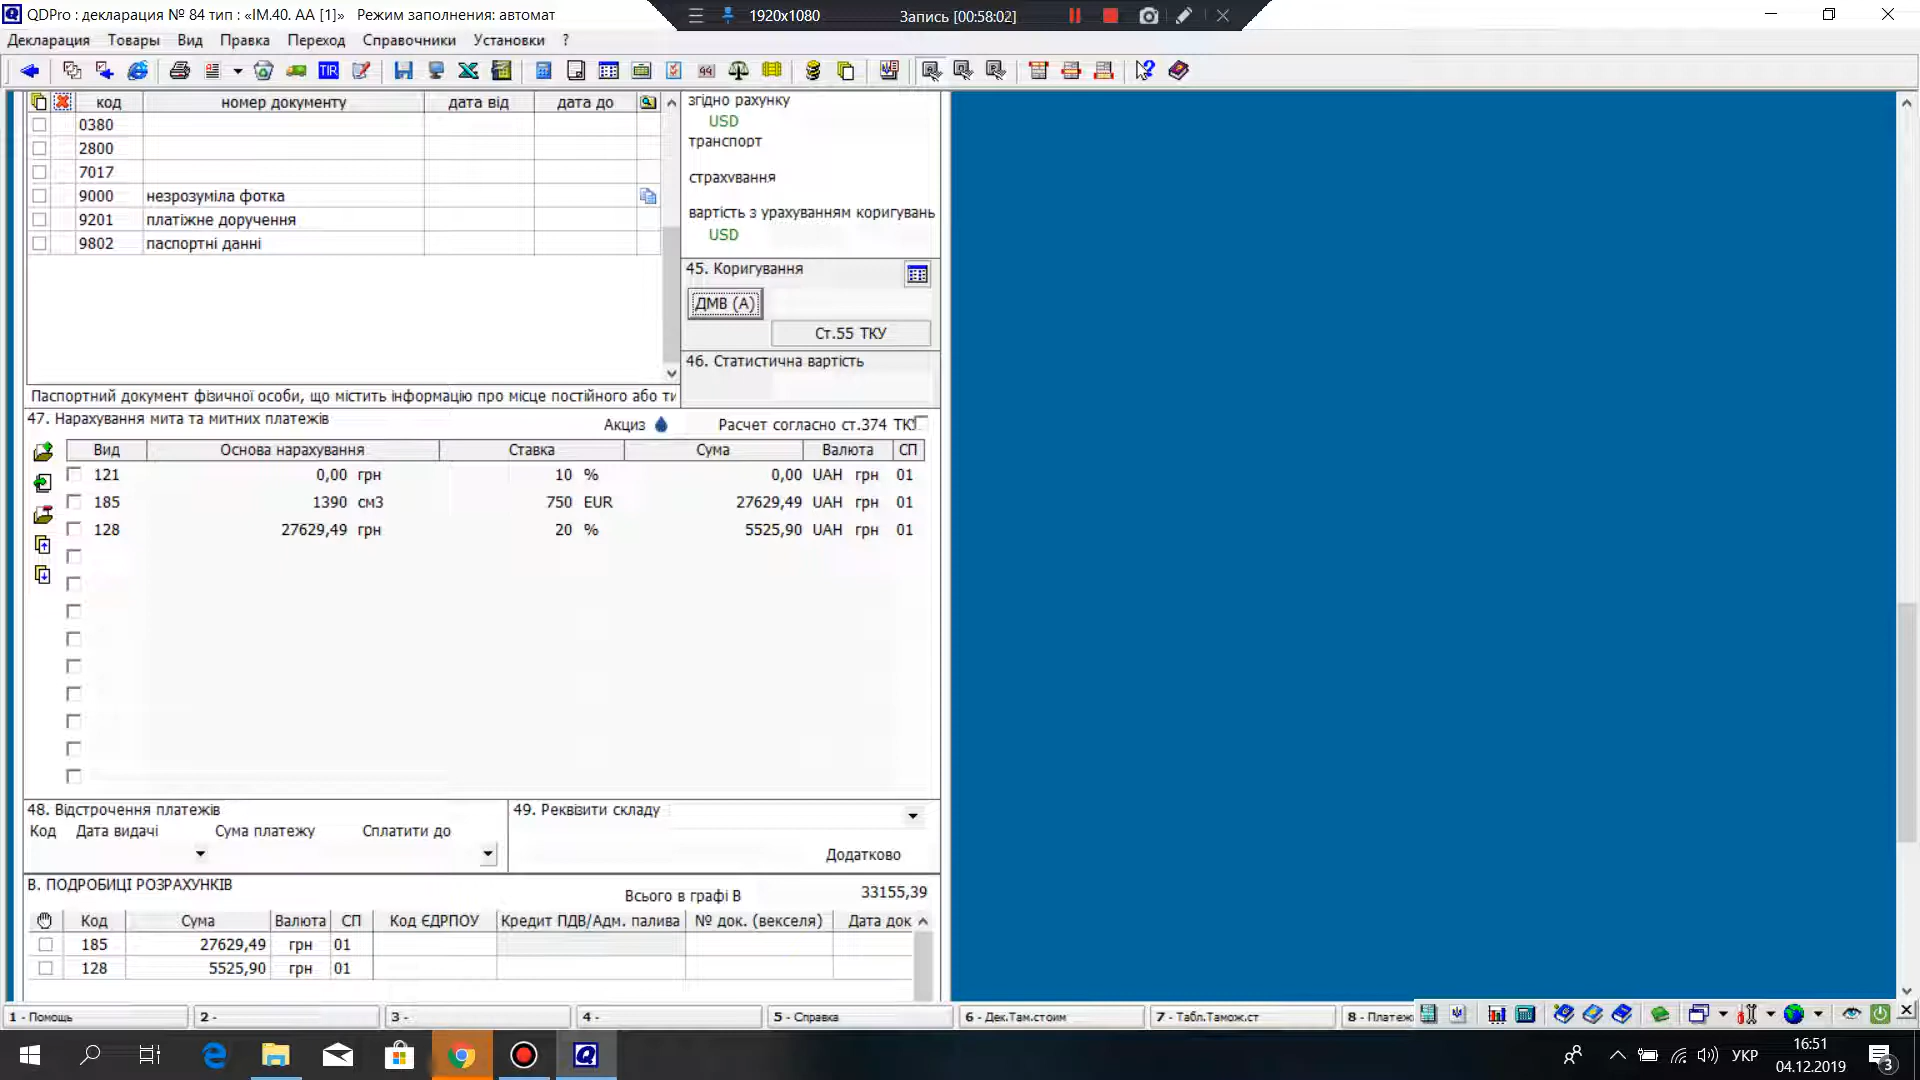 QDPro : декларация № 84 тип : «ІМ.40. АА [1]» Режим заполнения: автомат
1920x1080
Запись [00:58:02]
Декларация Товары Вид Правка Переход Справочники Установки ?
код номер документу дата від дата до
0380
2800
7017
9000 незрозуміла фотка
9201 платіжне доручення
9802 паспортні данні
згідно рахунку
USD
транспорт
страхування
вартість з урахуванням коригувань
USD
45. Коригування
ДМВ (А)
Ст.55 ТКУ
46. Статистична вартість
Паспортний документ фізичної особи, що містить інформацію про місце постійного або ти
47. Нарахування мита та митних платежів
Акциз Расчет согласно ст.374 ТК
Вид Основа нарахування Ставка Сума Валюта СП
121 0,00 грн 10 % 0,00 UAH грн 01
185 1390 см3 750 EUR 27629,49 UAH грн 01
128 27629,49 грн 20 % 5525,90 UAH грн 01
48. Відстрочення платежів
Код Дата видачі Сума платежу Сплатити до
49. Реквізити складу
Додатково
В. ПОДРОБИЦІ РОЗРАХУНКІВ
Всього в графі В 33155,39
Код Сума Валюта СП Код ЄДРПОУ Кредит ПДВ/Адм. палива № док. (векселя) Дата док
185 27629,49 грн 01
128 5525,90 грн 01
1 - Помощь 2 - 3 - 4 - 5 - Справка 6 - Дек.Там.стоим 7 - Табл.Тамож.ст 8 - Платеж
УКР
16:51
04.12.2019
3